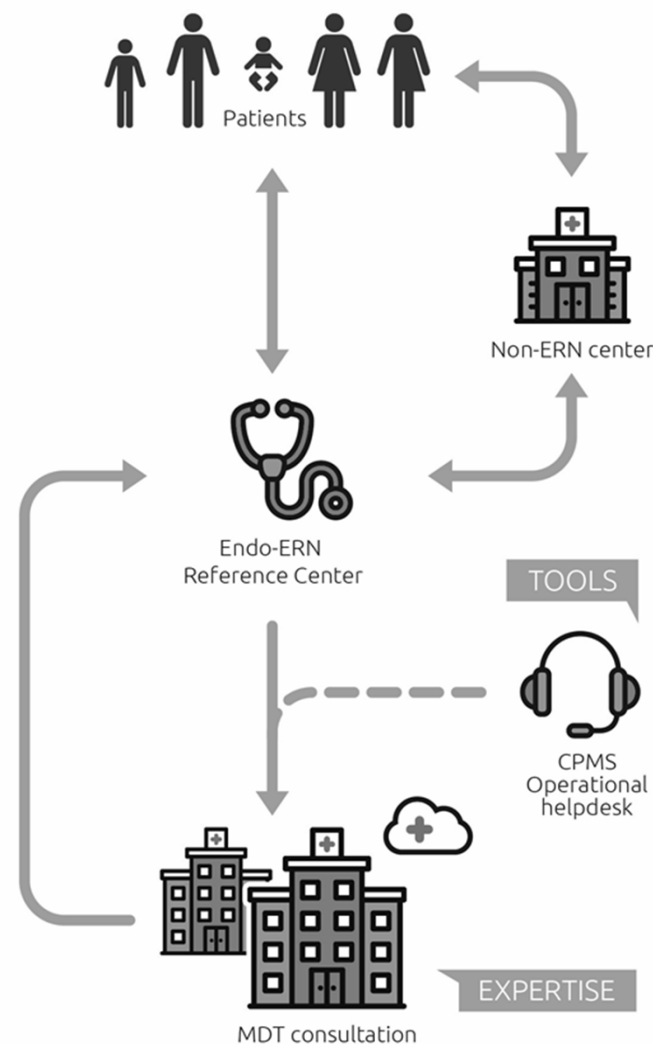 Patients
Non-ERN center
Endo-ERN
Reference Center
TOOLS
CPMS
Operational
helpdesk
EXPERTISE
MDT consultation